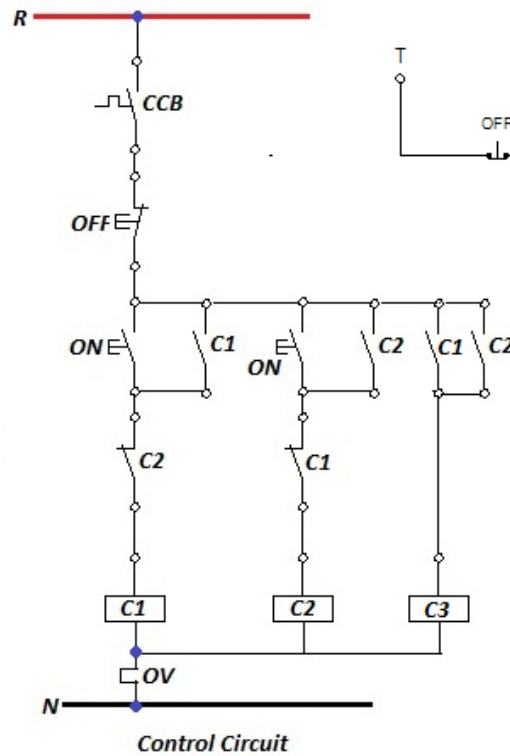 R
T
CCB
OFF
OFF
ON
C1
ON
C2
C1
C2
C2
C1
C1
C2
C3
OV
N
Control Circuit